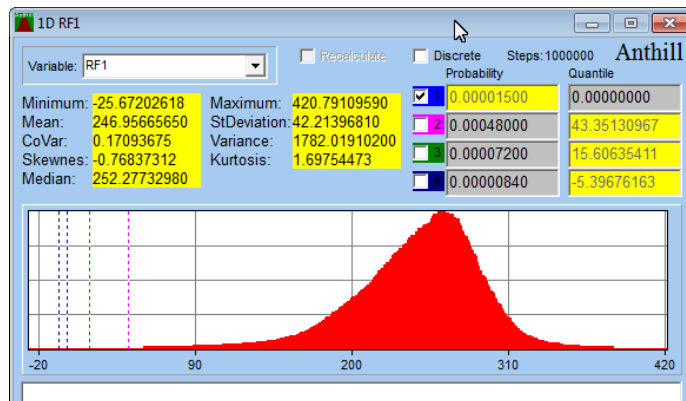 1D RF1
Variable: RF1
Recalculate
Discrete Steps:1000000 Anthill
Probability Quantile
Minimum: -25.67202618 Maximum: 420.79109590
Mean: 246.95665650 StDeviation: 42.21396810
CoVar: 0.17093675 Variance: 1782.01910200
Skewnes: -0.76837312 Kurtosis: 1.69754473
Median: 252.27732980
1: 0.00001500 0.00000000
2: 0.00048000 43.35130967
3: 0.00007200 15.60635411
4: 0.00000840 -5.39676163
-20 90 200 310 420